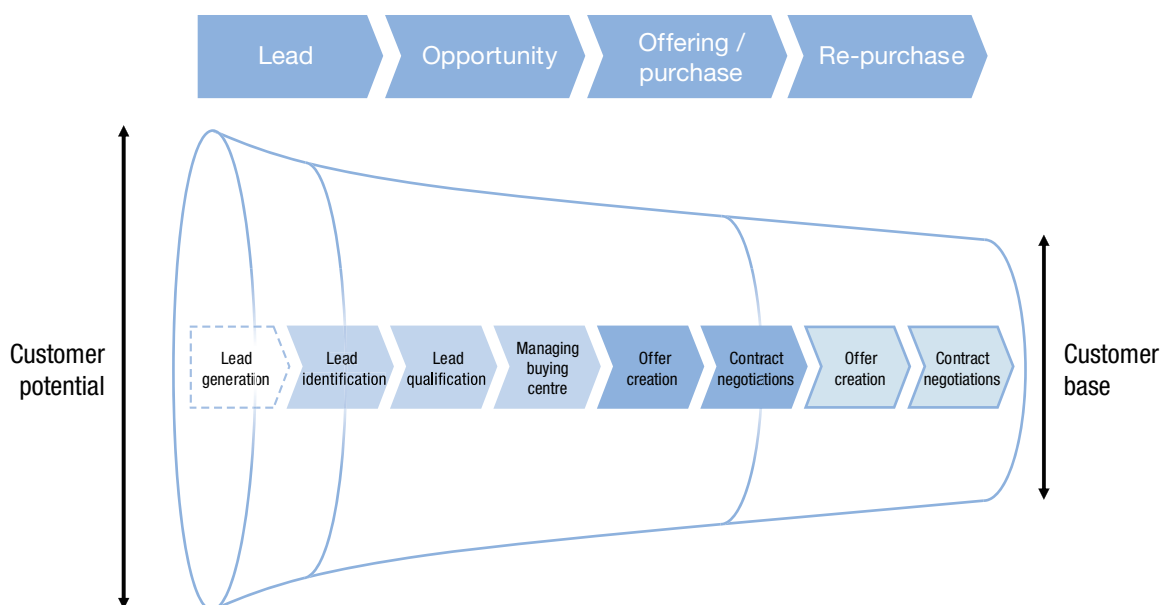 Lead
Opportunity
Offering /
purchase
Re-purchase
Customer
potential
Lead
generation
Lead
identification
Lead
qualification
Managing
buying
centre
Offer
creation
Contract
negotiations
Offer
creation
Contract
negotiations
Customer
base